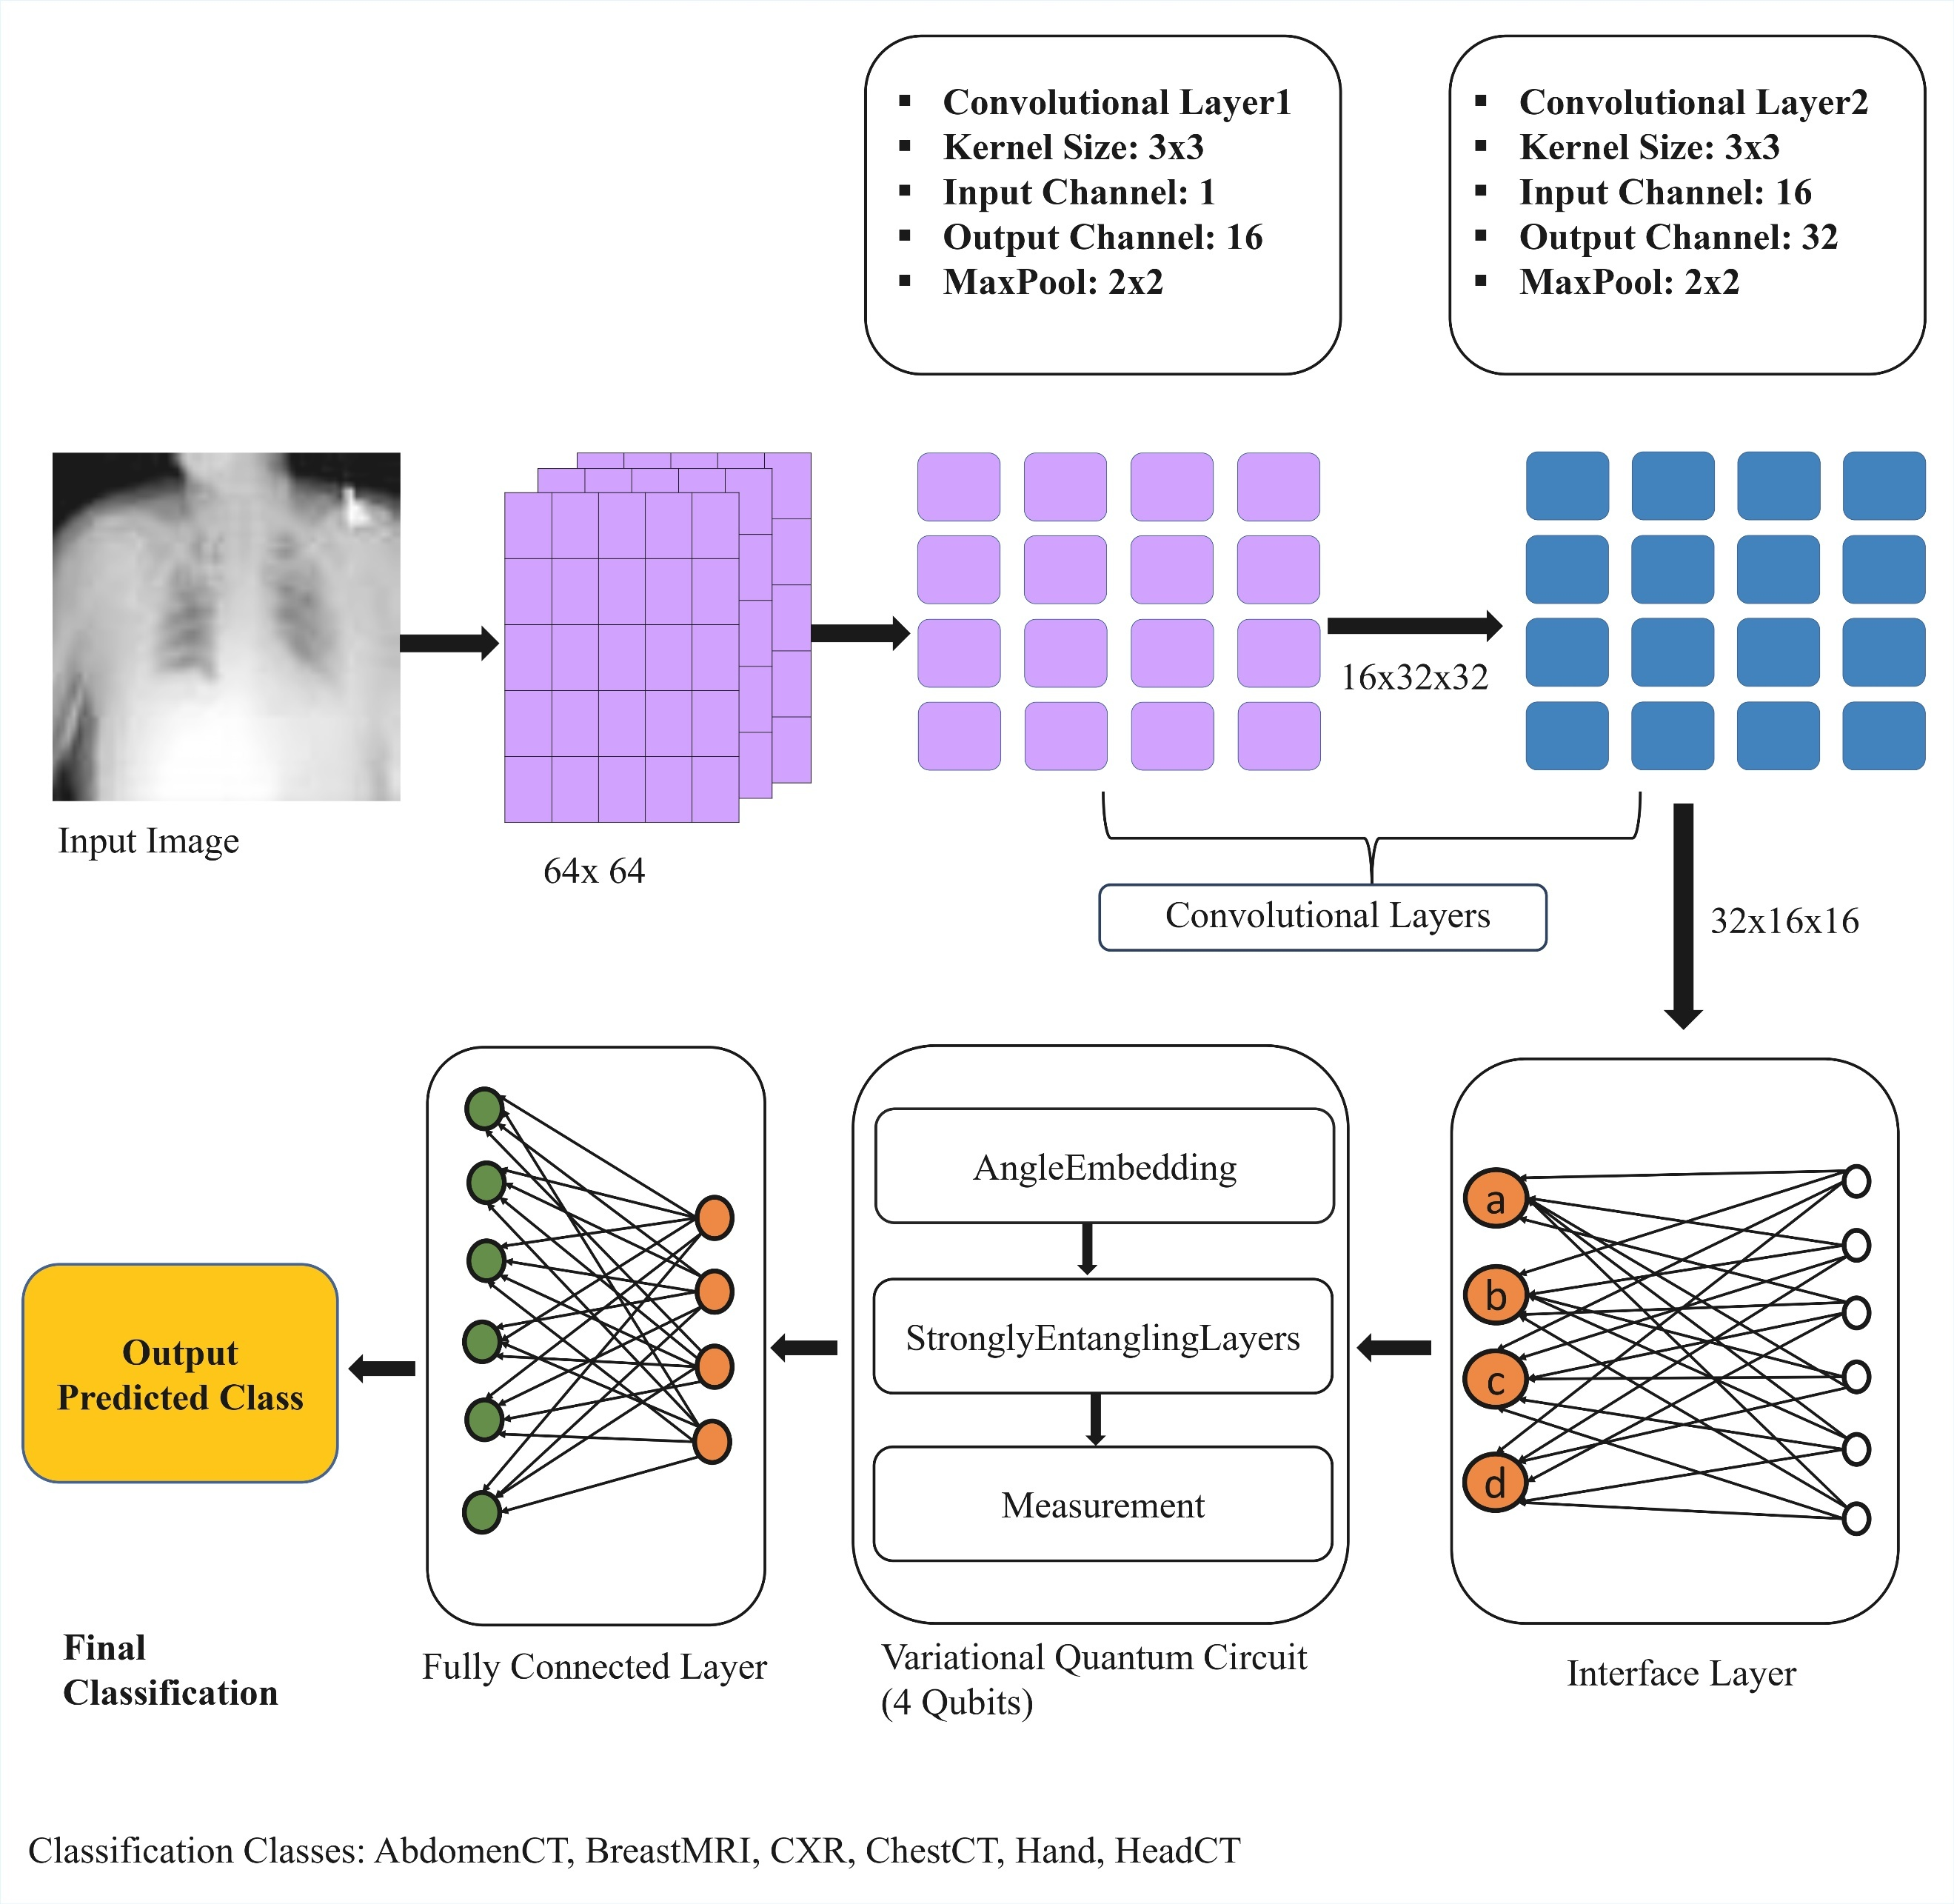 ▪ Convolutional Layer1
▪ Kernel Size: 3x3
▪ Input Channel: 1
▪ Output Channel: 16
▪ MaxPool: 2x2
▪ Convolutional Layer2
▪ Kernel Size: 3x3
▪ Input Channel: 16
▪ Output Channel: 32
▪ MaxPool: 2x2
Input Image
64x 64
16x32x32
Convolutional Layers
32x16x16
a
b
c
d
Interface Layer
AngleEmbedding
StronglyEntanglingLayers
Measurement
Variational Quantum Circuit
(4 Qubits)
Fully Connected Layer
Output
Predicted Class
Final
Classification
Classification Classes: AbdomenCT, BreastMRI, CXR, ChestCT, Hand, HeadCT